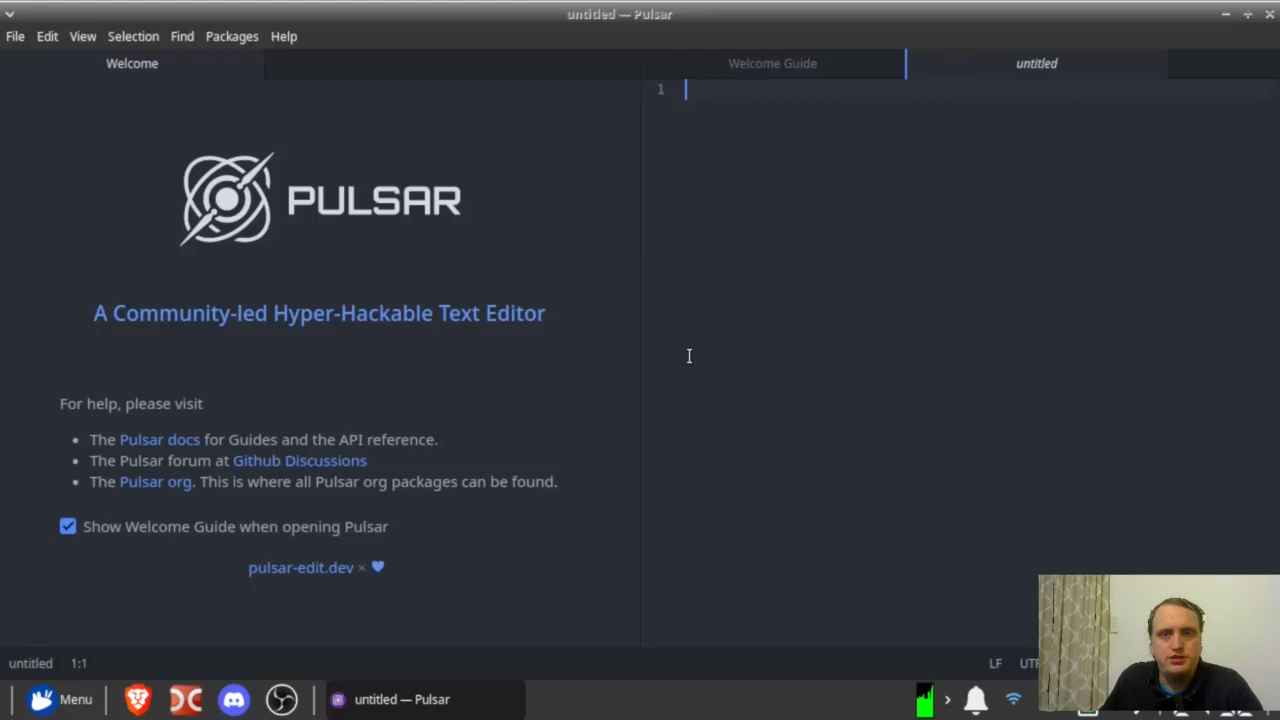 untitled — Pulsar
File Edit View Selection Find Packages Help
Welcome
Welcome Guide
untitled
1
PULSAR
A Community-led Hyper-Hackable Text Editor
For help, please visit
The Pulsar docs for Guides and the API reference.
The Pulsar forum at Github Discussions
The Pulsar org. This is where all Pulsar org packages can be found.
Show Welcome Guide when opening Pulsar
pulsar-edit.dev ×
untitled 1:1
LF UTF
Menu
untitled — Pulsar